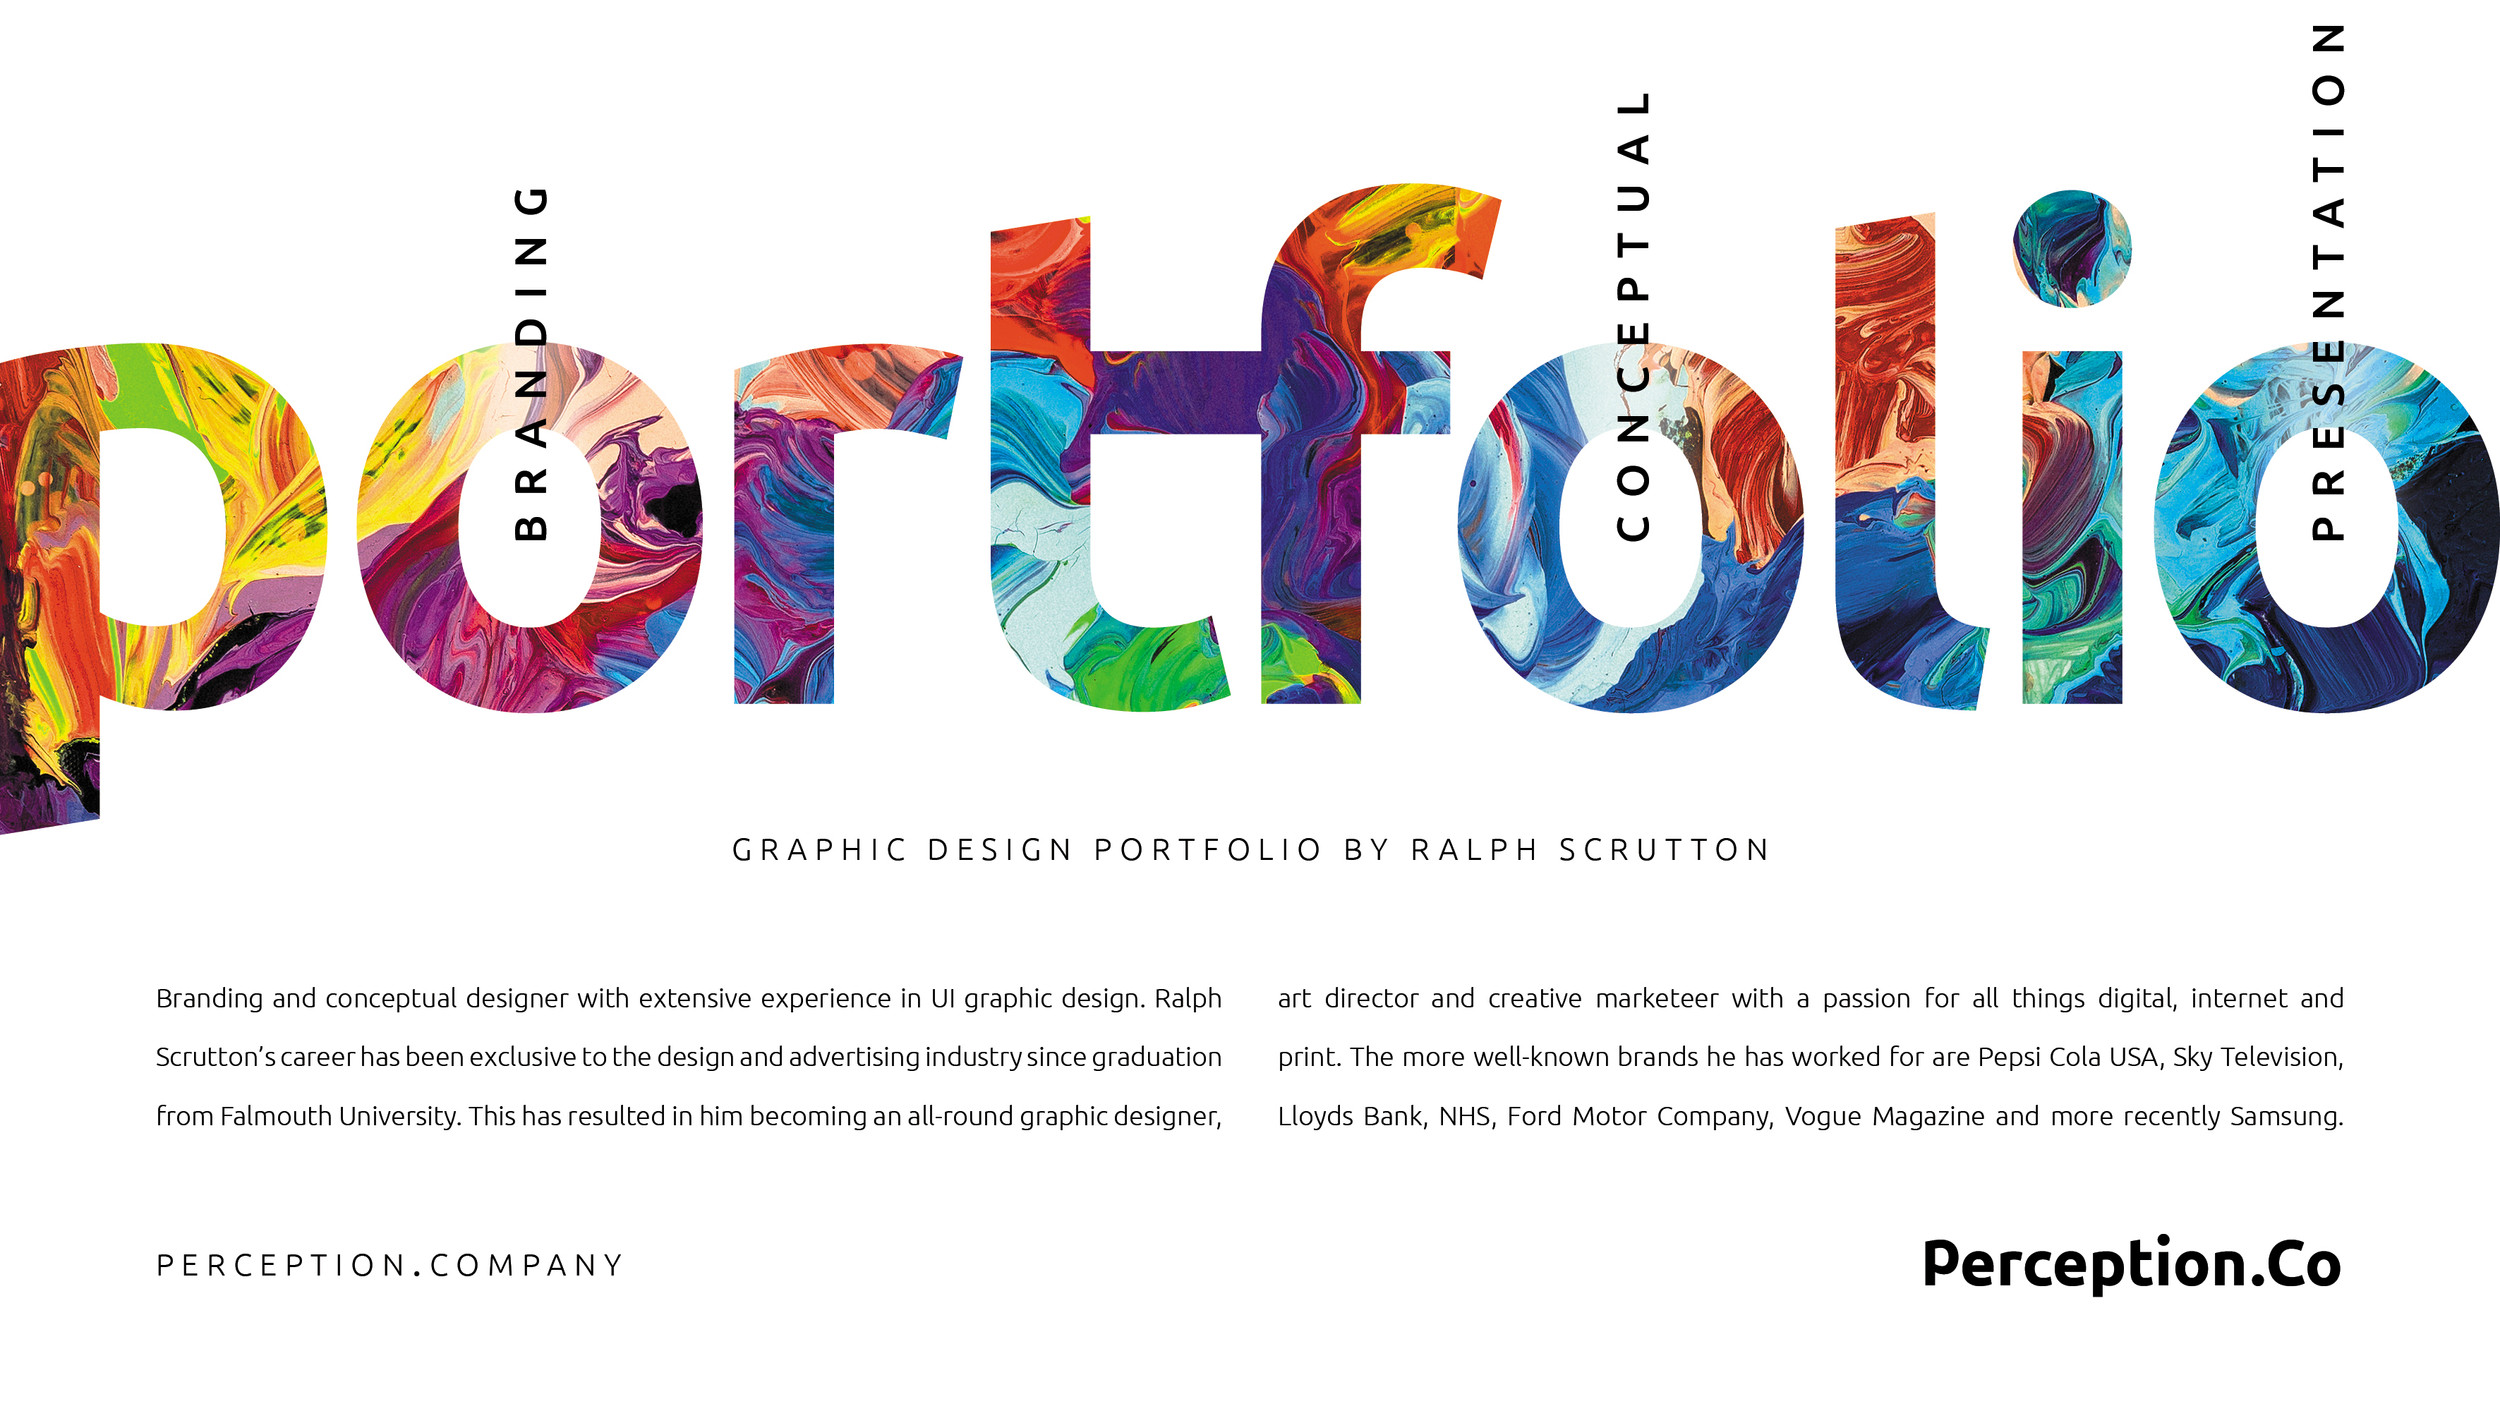 BRANDING
CONCEPTUAL
PRESENTATION
portfolio
GRAPHIC DESIGN PORTFOLIO BY RALPH SCRUTTON
Branding and conceptual designer with extensive experience in UI graphic design. Ralph
Scrutton’s career has been exclusive to the design and advertising industry since graduation
from Falmouth University. This has resulted in him becoming an all-round graphic designer,
art director and creative marketeer with a passion for all things digital, internet and
print. The more well-known brands he has worked for are Pepsi Cola USA, Sky Television,
Lloyds Bank, NHS, Ford Motor Company, Vogue Magazine and more recently Samsung.
PERCEPTION.COMPANY
Perception.Co